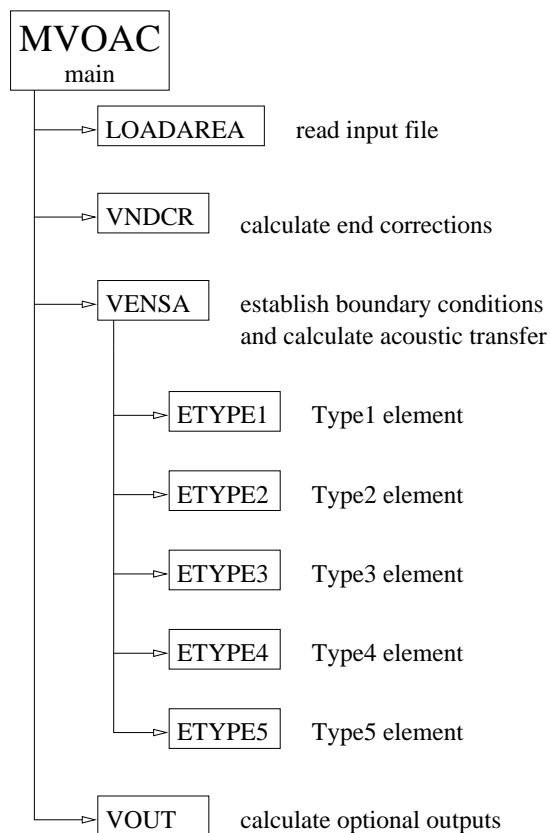 MVOAC
main
LOADAREA read input file
VNDCR calculate end corrections
VENSA establish boundary conditions
and calculate acoustic transfer
ETYPE1 Type1 element
ETYPE2 Type2 element
ETYPE3 Type3 element
ETYPE4 Type4 element
ETYPE5 Type5 element
VOUT calculate optional outputs